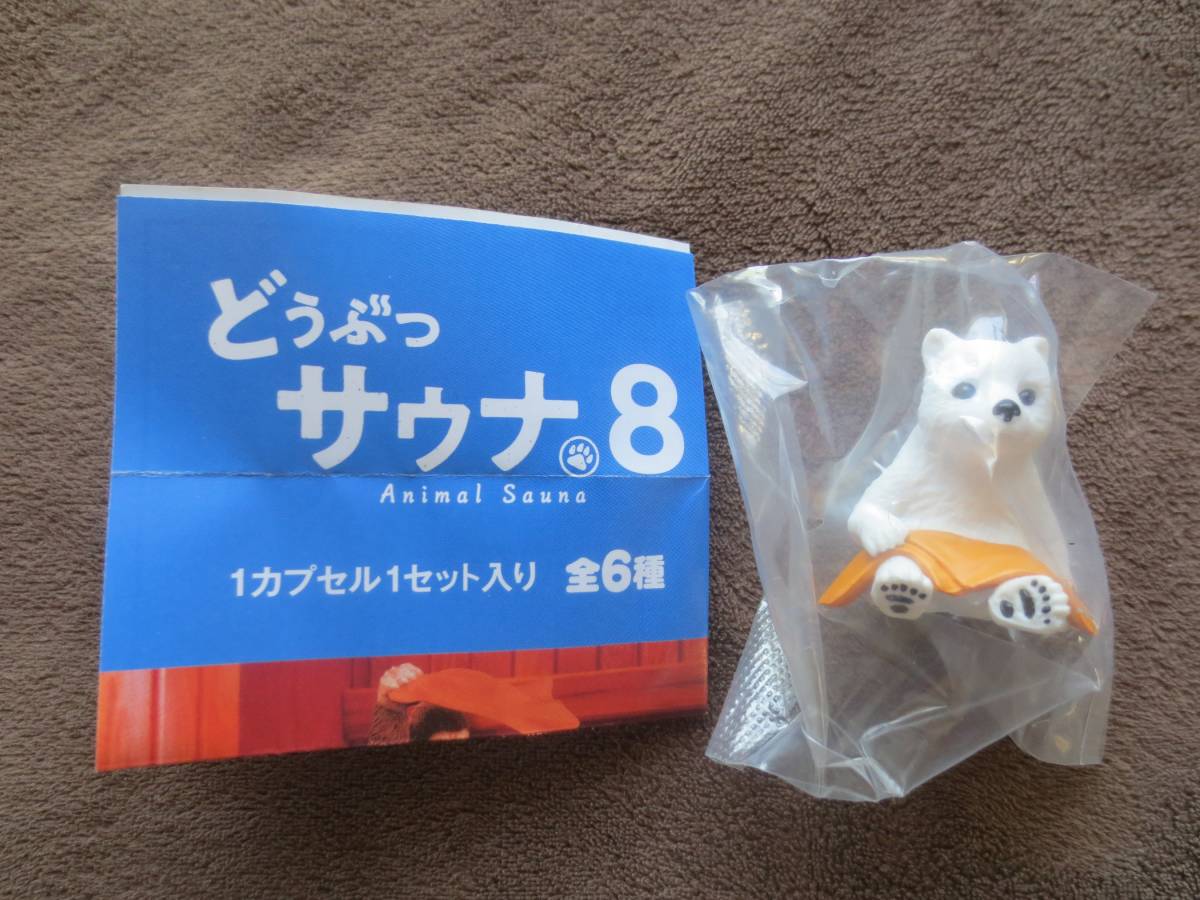 どうぶつ
サウナ®8
Animal Sauna
1カプセル1セット入り 全6種